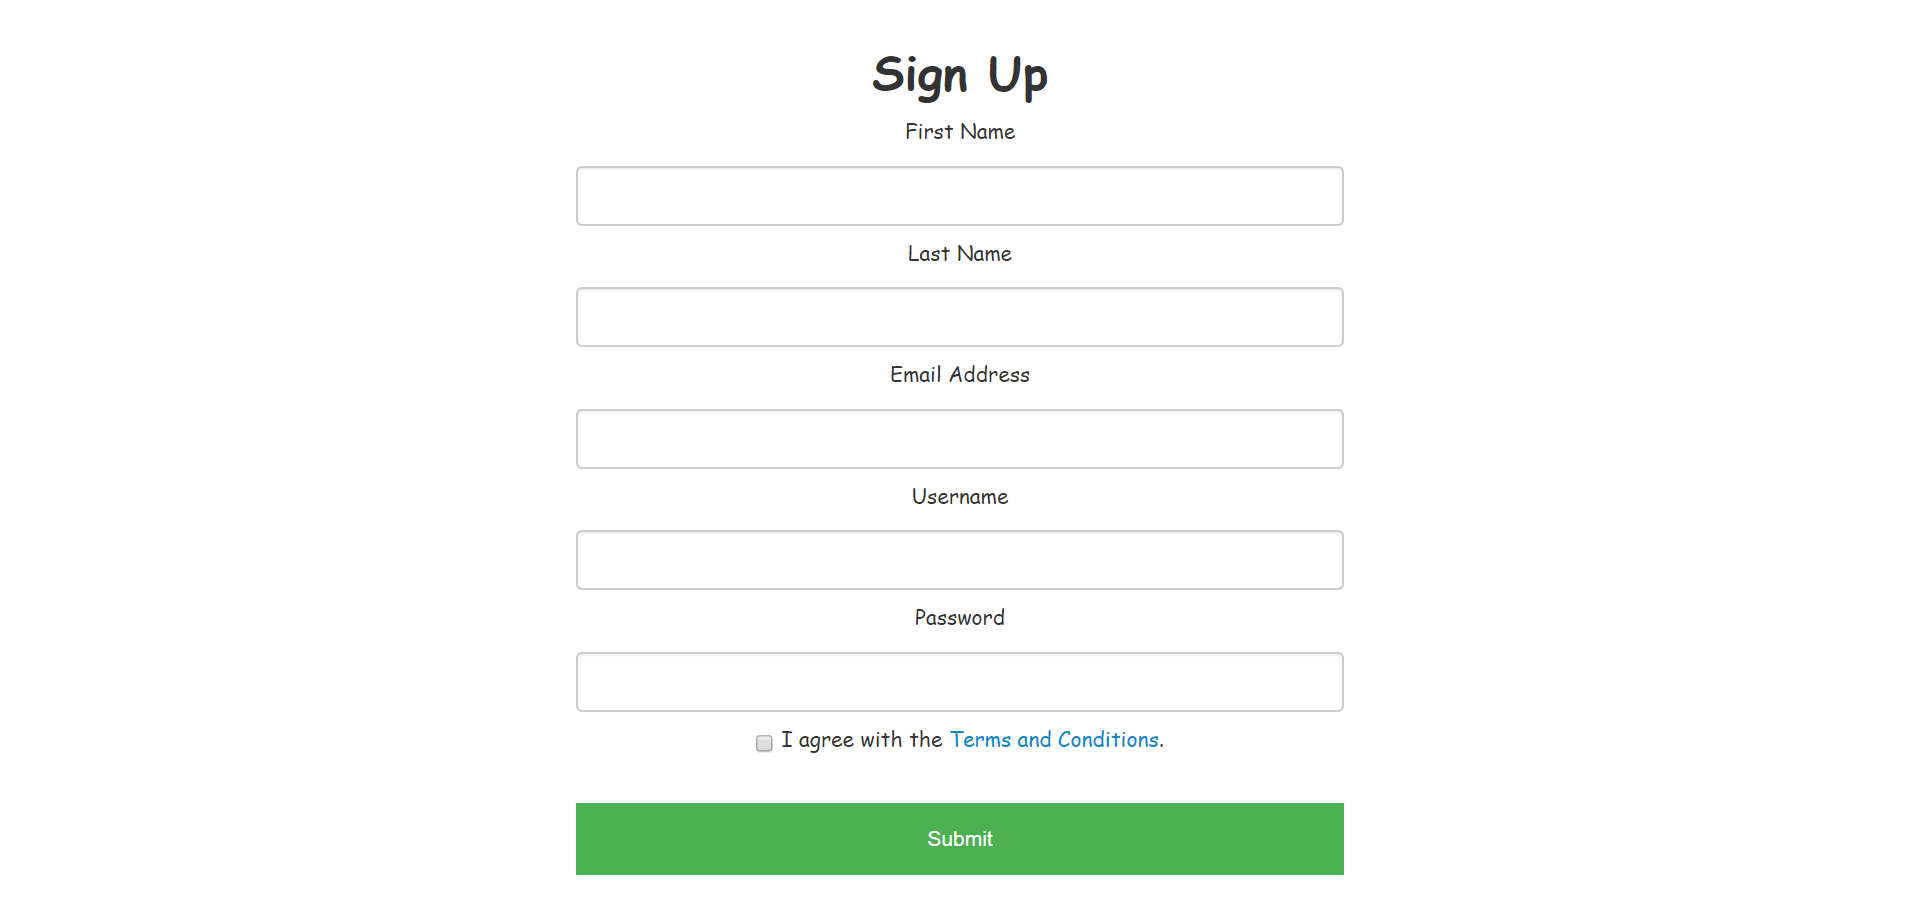 Sign Up
First Name
Last Name
Email Address
Username
Password
I agree with the Terms and Conditions.
Submit